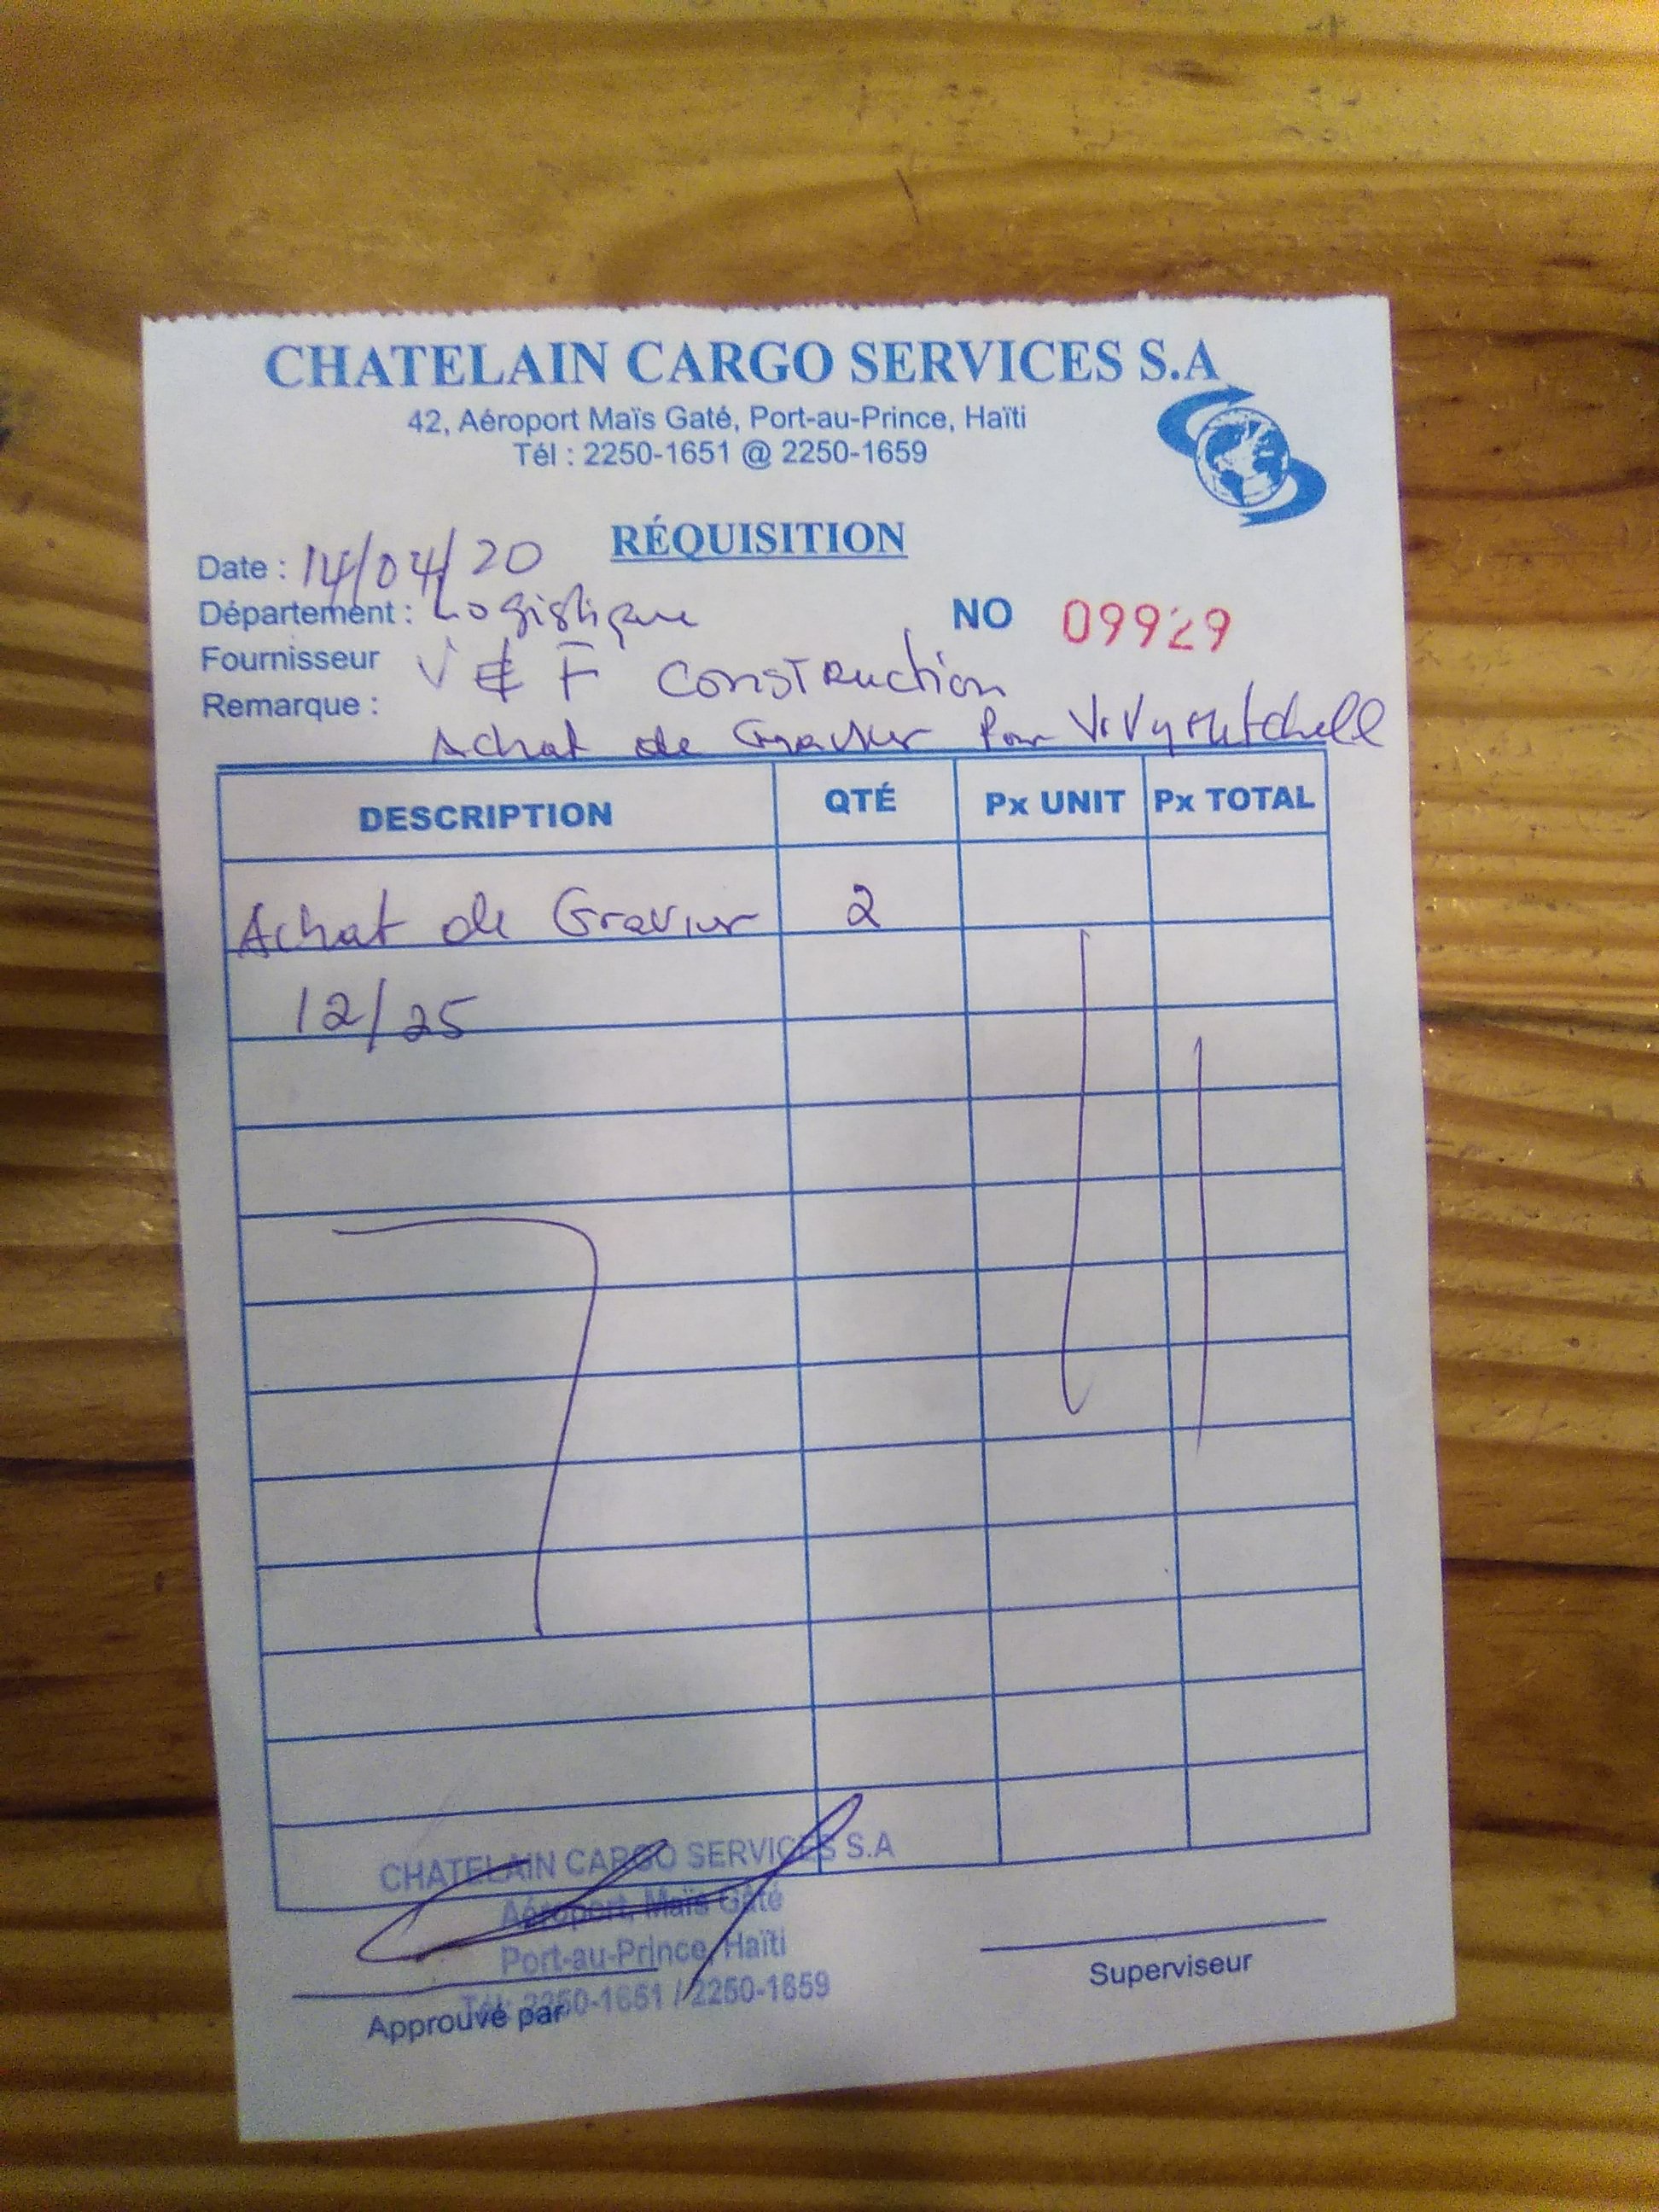 CHATELAIN CARGO SERVICES S.A
42, Aéroport Maïs Gaté, Port-au-Prince, Haïti
Tél : 2250-1651 @ 2250-1659
RÉQUISITION
Date : 14/04/20
Département : Logistique
NO 09929
Fournisseur V & F Construction
Remarque : Achat de Gravier Pour Vivy Mitchell
DESCRIPTION QTÉ Px UNIT Px TOTAL
Achat de Gravier 2
12/25
CHATELAIN CARGO SERVICES S.A
Aéroport, Maïs Gaté
Port-au-Prince, Haïti
Tél: 2250-1651 / 2250-1659
Approuvé par
Superviseur